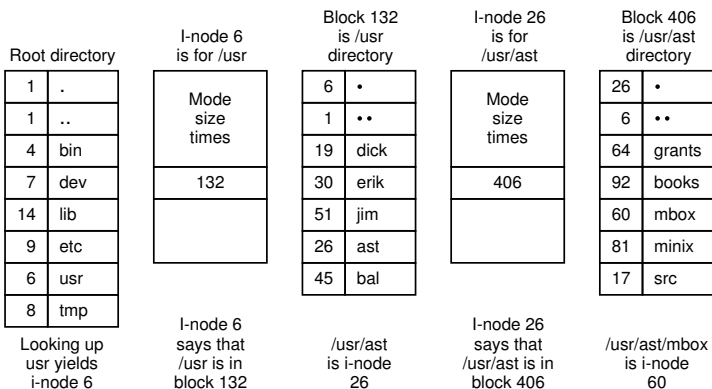 Root directory
1 .
1 ..
4 bin
7 dev
14 lib
9 etc
6 usr
8 tmp
Looking up
usr yields
i-node 6
I-node 6
is for /usr
Mode
size
times
132
I-node 6
says that
/usr is in
block 132
Block 132
is /usr
directory
6 •
1 • •
19 dick
30 erik
51 jim
26 ast
45 bal
/usr/ast
is i-node
26
I-node 26
is for
/usr/ast
Mode
size
times
406
I-node 26
says that
/usr/ast is in
block 406
Block 406
is /usr/ast
directory
26 •
6 • •
64 grants
92 books
60 mbox
81 minix
17 src
/usr/ast/mbox
is i-node
60